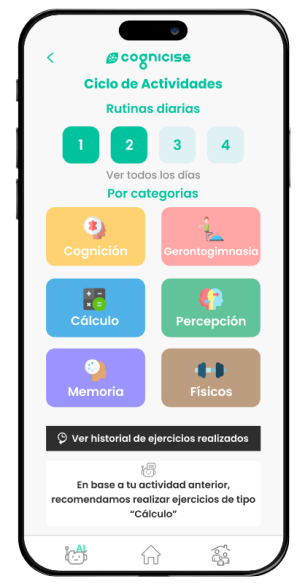 cognicise
Ciclo de Actividades
Rutinas diarias
1 2 3 4
Ver todos los días
Por categorías
Cognición Gerontogimnasia
Cálculo Percepción
Memoria Físicos
Ver historial de ejercicios realizados
En base a tu actividad anterior,
recomendamos realizar ejercicios de tipo
“Cálculo”
AI